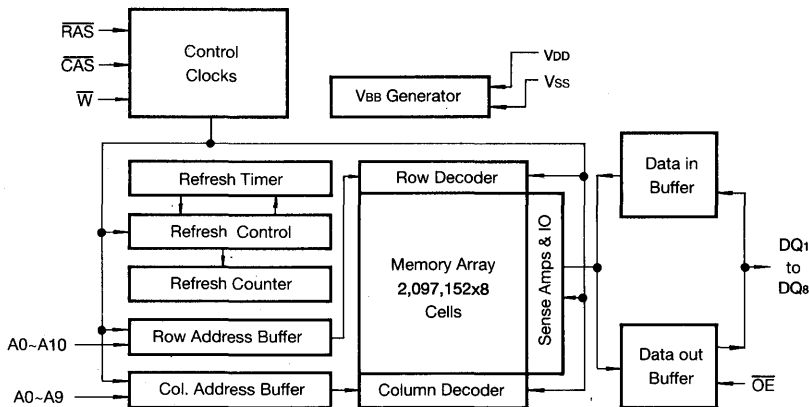 RAS
CAS
W
Control
Clocks
VBB Generator
VDD
VSS
Refresh Timer
Refresh Control
Refresh Counter
Row Address Buffer
Col. Address Buffer
A0~A10
A0~A9
Row Decoder
Memory Array
2,097,152x8
Cells
Column Decoder
Sense Amps & IO
Data in
Buffer
DQ1
to
DQ8
Data out
Buffer
OE